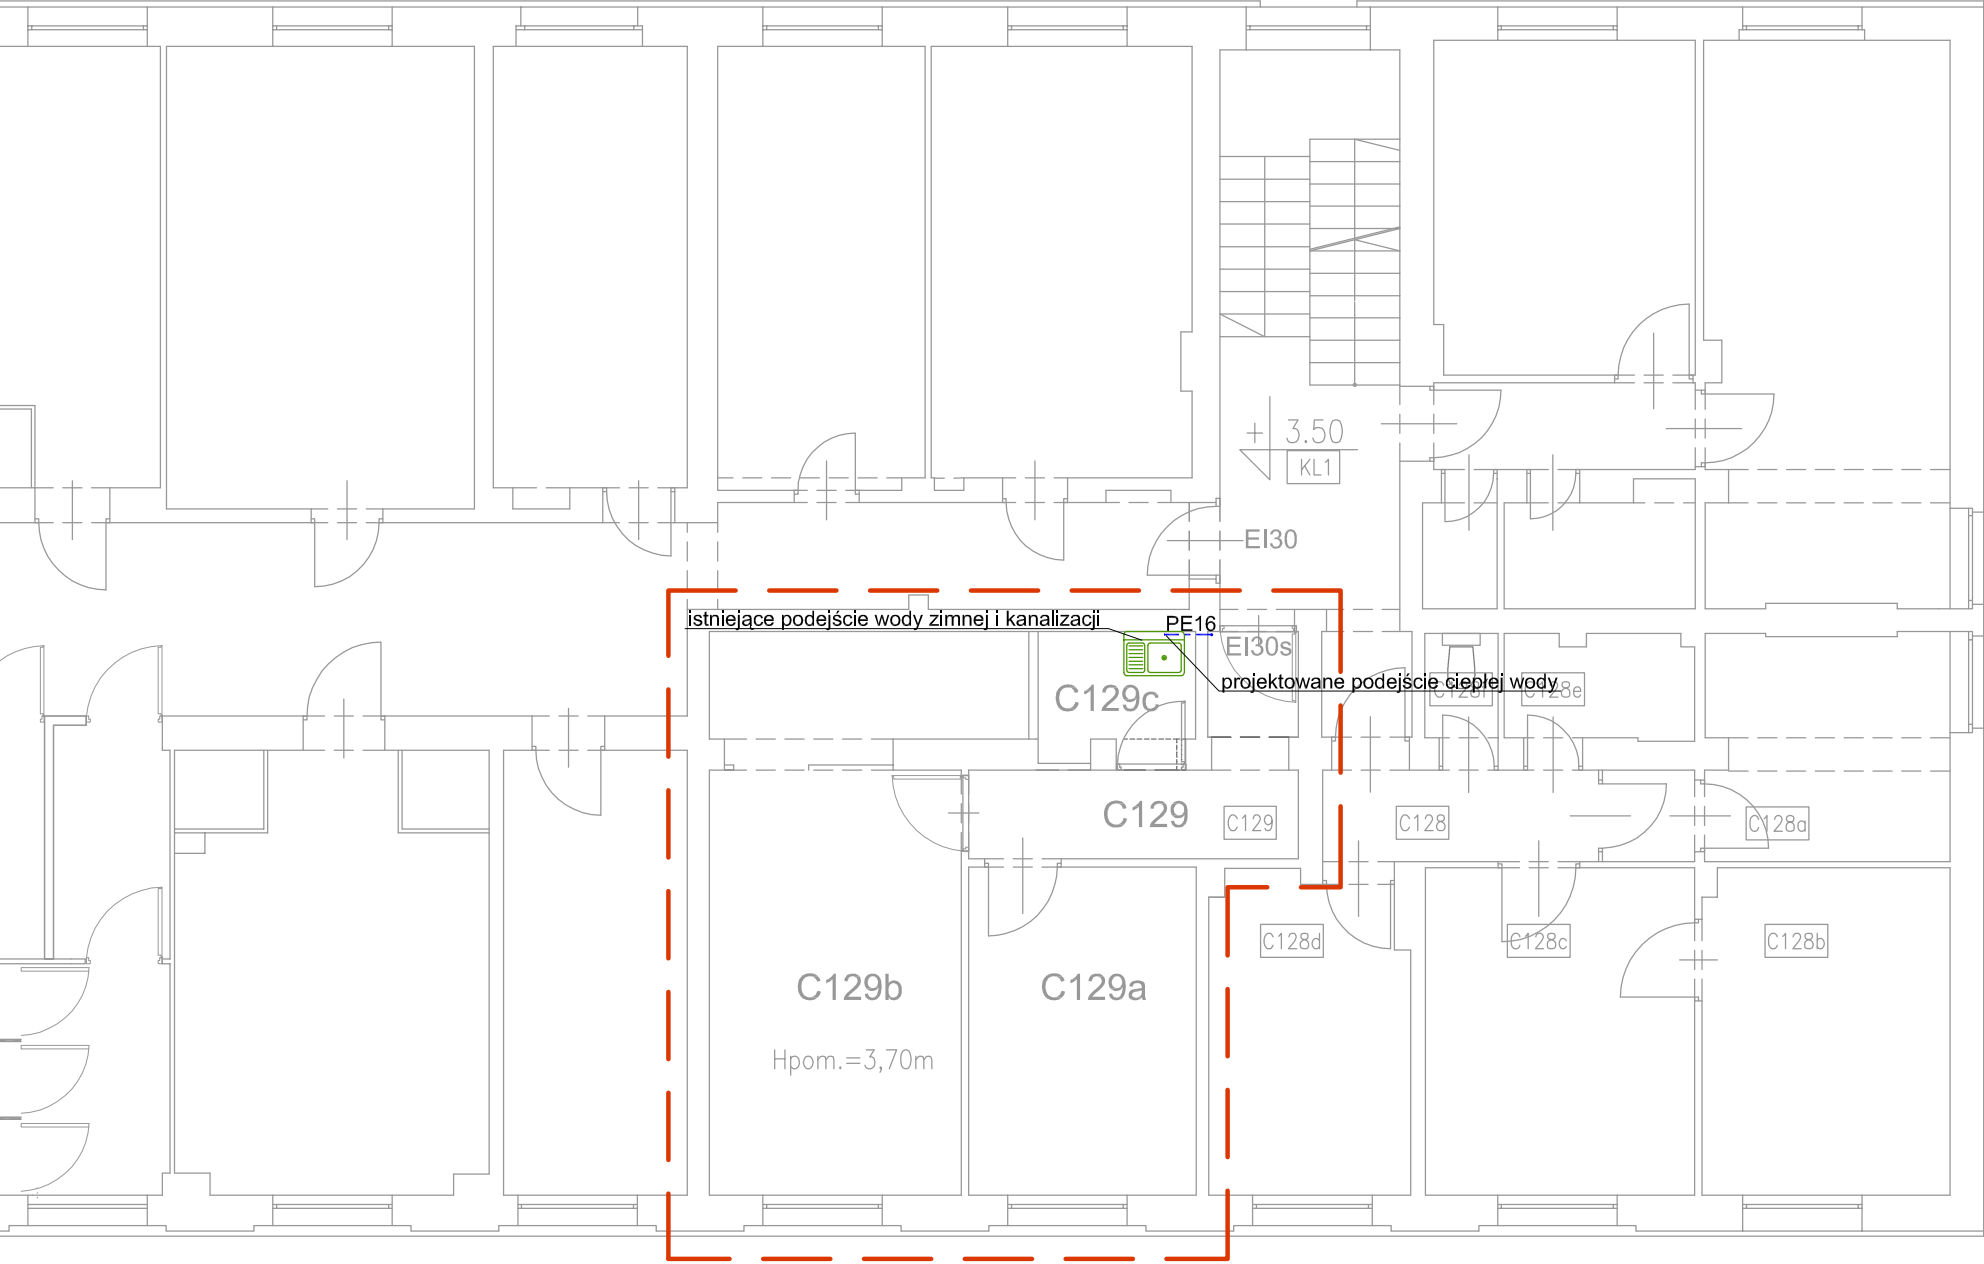 + 3.50
KL1
EI30
istniejące podejście wody zimnej i kanalizacji
PE16
EI30s
projektowane podejście ciepłej wody
C129c
C128f
C128e
C129
C129
C128
C128a
C128d
C128c
C128b
C129b
C129a
Hpom.=3,70m